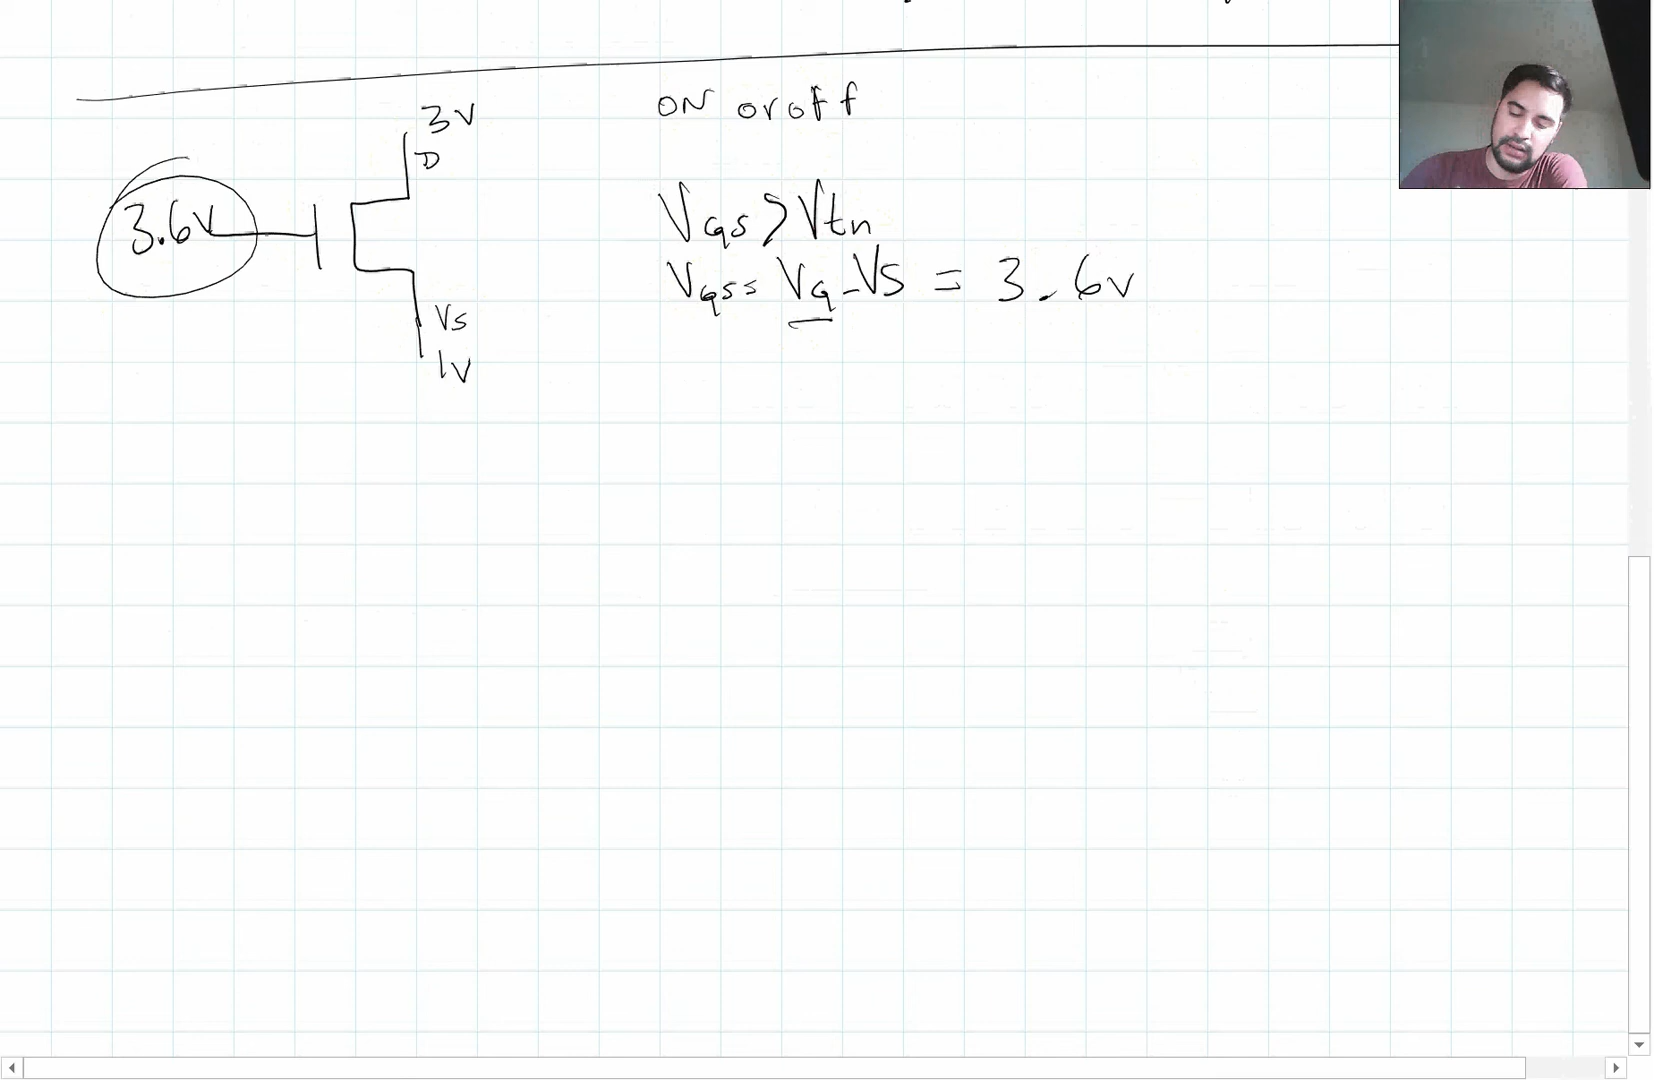 3V
D
3.6V
Vs
1V
ON or off
Vgs > Vtn
Vgs = Vg - Vs = 3.6v